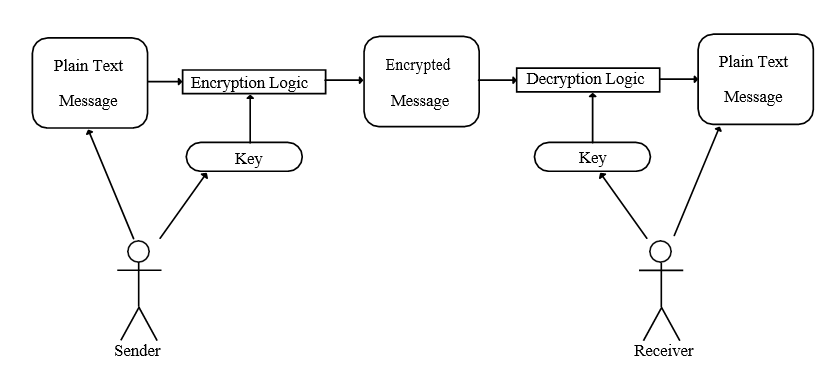 Plain Text
Message
Encryption Logic
Encrypted
Message
Decryption Logic
Plain Text
Message
Key
Key
Sender
Receiver